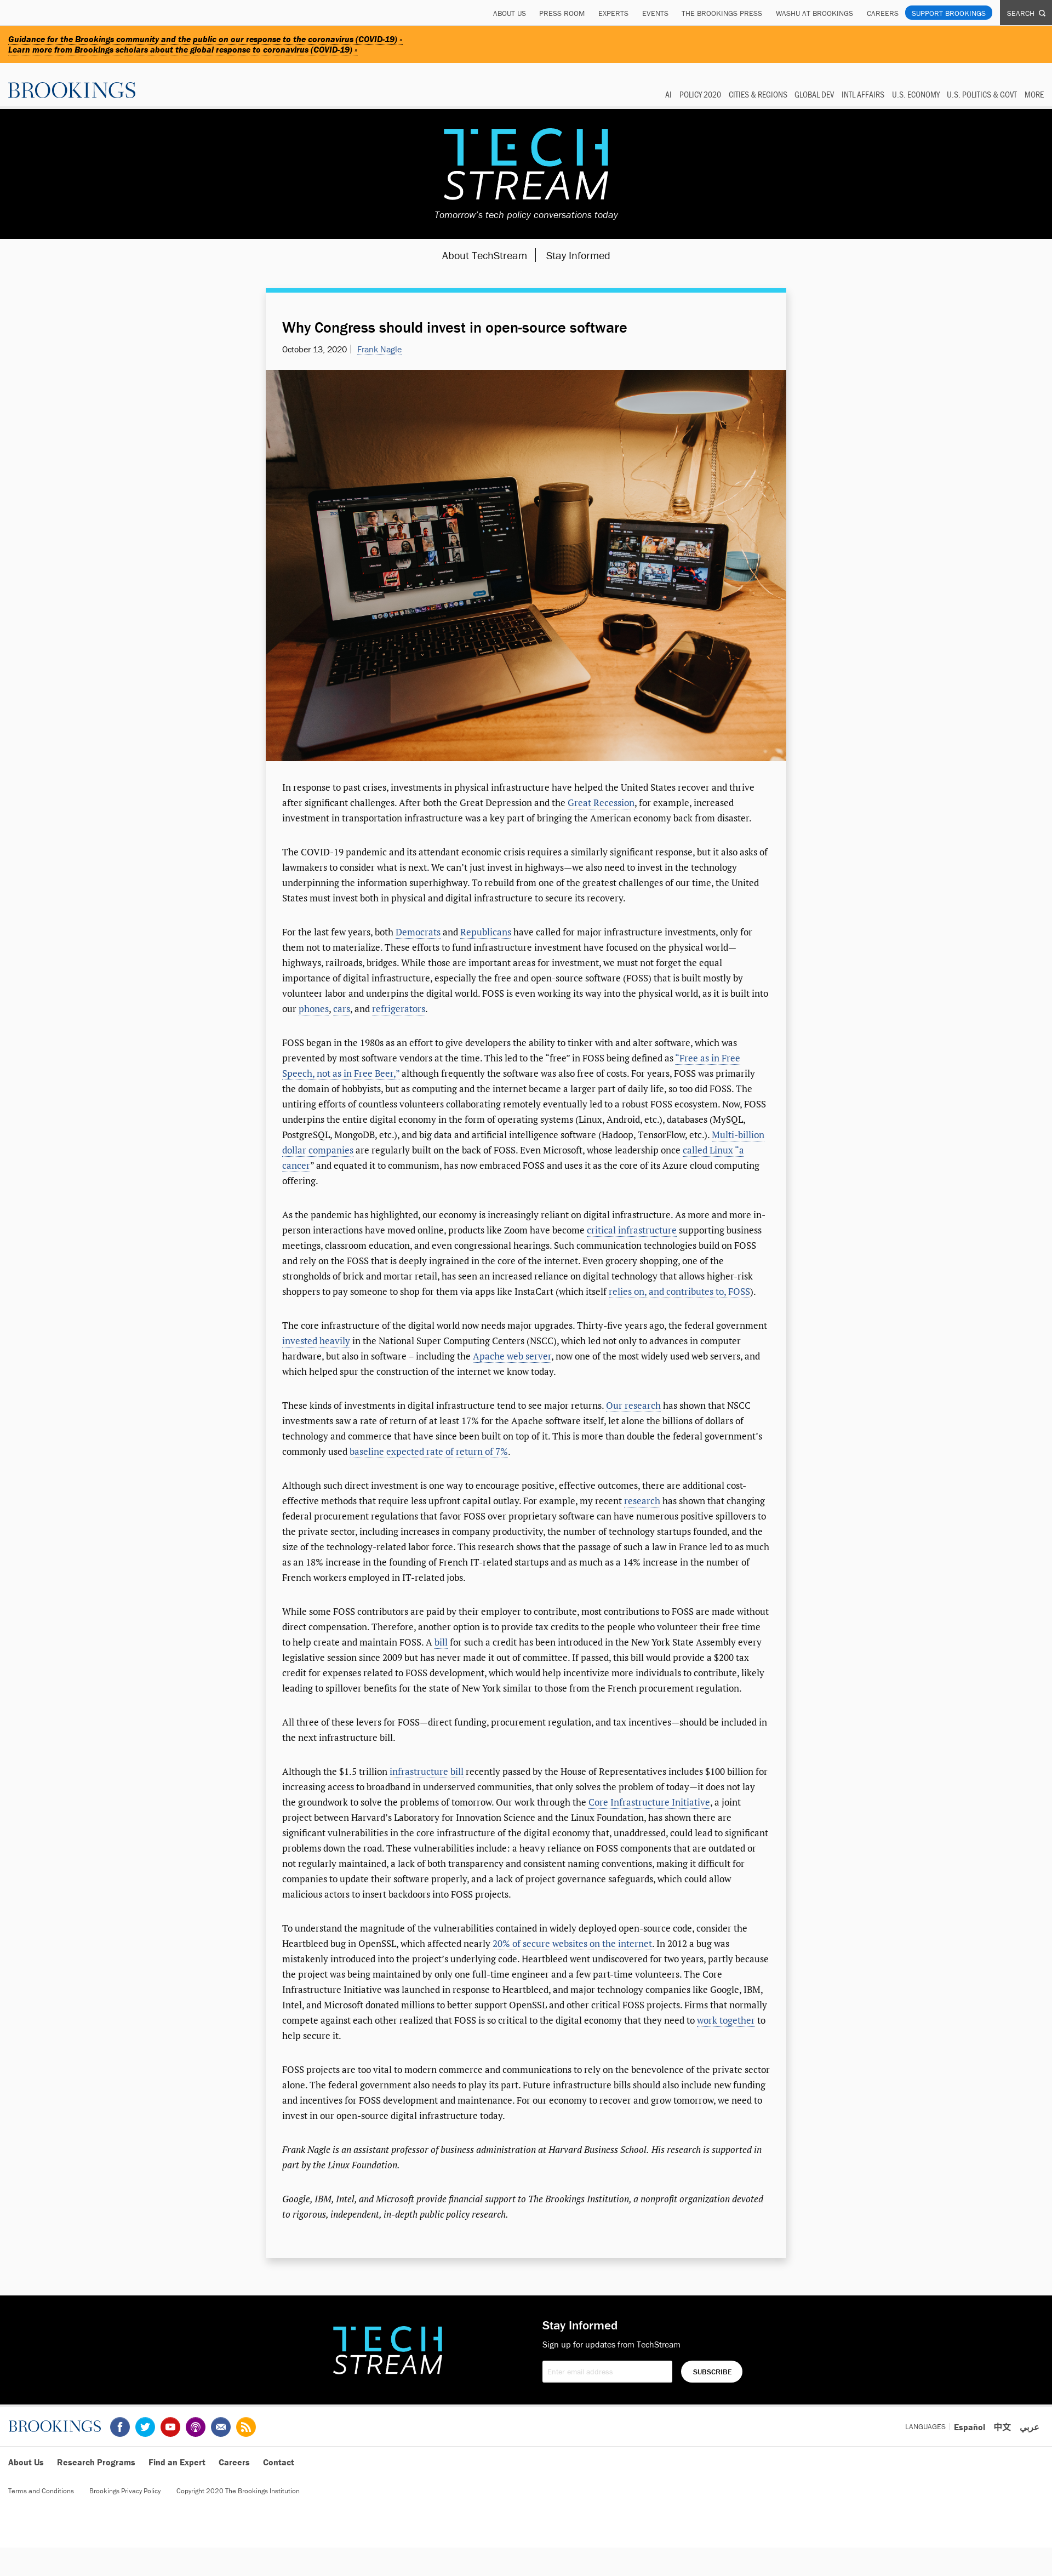 ABOUT US PRESS ROOM EXPERTS EVENTS THE BROOKINGS PRESS WASHU AT BROOKINGS CAREERS SUPPORT BROOKINGS SEARCH
Guidance for the Brookings community and the public on our response to the coronavirus (COVID-19) »
Learn more from Brookings scholars about the global response to coronavirus (COVID-19) »
BROOKINGS
AI POLICY 2020 CITIES & REGIONS GLOBAL DEV INTL AFFAIRS U.S. ECONOMY U.S. POLITICS & GOVT MORE
TECH
STREAM
Tomorrow's tech policy conversations today
About TechStream | Stay Informed
Why Congress should invest in open-source software
October 13, 2020 | Frank Nagle
In response to past crises, investments in physical infrastructure have helped the United States recover and thrive
after significant challenges. After both the Great Depression and the Great Recession, for example, increased
investment in transportation infrastructure was a key part of bringing the American economy back from disaster.
The COVID-19 pandemic and its attendant economic crisis requires a similarly significant response, but it also asks of
lawmakers to consider what is next. We can't just invest in highways—we also need to invest in the technology
underpinning the information superhighway. To rebuild from one of the greatest challenges of our time, the United
States must invest both in physical and digital infrastructure to secure its recovery.
For the last few years, both Democrats and Republicans have called for major infrastructure investments, only for
them not to materialize. These efforts to fund infrastructure investment have focused on the physical world—
highways, railroads, bridges. While those are important areas for investment, we must not forget the equal
importance of digital infrastructure, especially the free and open-source software (FOSS) that is built mostly by
volunteer labor and underpins the digital world. FOSS is even working its way into the physical world, as it is built into
our phones, cars, and refrigerators.
FOSS began in the 1980s as an effort to give developers the ability to tinker with and alter software, which was
prevented by most software vendors at the time. This led to the “free” in FOSS being defined as “Free as in Free
Speech, not as in Free Beer,” although frequently the software was also free of costs. For years, FOSS was primarily
the domain of hobbyists, but as computing and the internet became a larger part of daily life, so too did FOSS. The
untiring efforts of countless volunteers collaborating remotely eventually led to a robust FOSS ecosystem. Now, FOSS
underpins the entire digital economy in the form of operating systems (Linux, Android, etc.), databases (MySQL,
PostgreSQL, MongoDB, etc.), and big data and artificial intelligence software (Hadoop, TensorFlow, etc.). Multi-billion
dollar companies are regularly built on the back of FOSS. Even Microsoft, whose leadership once called Linux “a
cancer” and equated it to communism, has now embraced FOSS and uses it as the core of its Azure cloud computing
offering.
As the pandemic has highlighted, our economy is increasingly reliant on digital infrastructure. As more and more in-
person interactions have moved online, products like Zoom have become critical infrastructure supporting business
meetings, classroom education, and even congressional hearings. Such communication technologies build on FOSS
and rely on the FOSS that is deeply ingrained in the core of the internet. Even grocery shopping, one of the
strongholds of brick and mortar retail, has seen an increased reliance on digital technology that allows higher-risk
shoppers to pay someone to shop for them via apps like InstaCart (which itself relies on, and contributes to, FOSS).
The core infrastructure of the digital world now needs major upgrades. Thirty-five years ago, the federal government
invested heavily in the National Super Computing Centers (NSCC), which led not only to advances in computer
hardware, but also in software – including the Apache web server, now one of the most widely used web servers, and
which helped spur the construction of the internet we know today.
These kinds of investments in digital infrastructure tend to see major returns. Our research has shown that NSCC
investments saw a rate of return of at least 17% for the Apache software itself, let alone the billions of dollars of
technology and commerce that have since been built on top of it. This is more than double the federal government's
commonly used baseline expected rate of return of 7%.
Although such direct investment is one way to encourage positive, effective outcomes, there are additional cost-
effective methods that require less upfront capital outlay. For example, my recent research has shown that changing
federal procurement regulations that favor FOSS over proprietary software can have numerous positive spillovers to
the private sector, including increases in company productivity, the number of technology startups founded, and the
size of the technology-related labor force. This research shows that the passage of such a law in France led to as much
as an 18% increase in the founding of French IT-related startups and as much as a 14% increase in the number of
French workers employed in IT-related jobs.
While some FOSS contributors are paid by their employer to contribute, most contributions to FOSS are made without
direct compensation. Therefore, another option is to provide tax credits to the people who volunteer their free time
to help create and maintain FOSS. A bill for such a credit has been introduced in the New York State Assembly every
legislative session since 2009 but has never made it out of committee. If passed, this bill would provide a $200 tax
credit for expenses related to FOSS development, which would help incentivize more individuals to contribute, likely
leading to spillover benefits for the state of New York similar to those from the French procurement regulation.
All three of these levers for FOSS—direct funding, procurement regulation, and tax incentives—should be included in
the next infrastructure bill.
Although the $1.5 trillion infrastructure bill recently passed by the House of Representatives includes $100 billion for
increasing access to broadband in underserved communities, that only solves the problem of today—it does not lay
the groundwork to solve the problems of tomorrow. Our work through the Core Infrastructure Initiative, a joint
project between Harvard's Laboratory for Innovation Science and the Linux Foundation, has shown there are
significant vulnerabilities in the core infrastructure of the digital economy that, unaddressed, could lead to significant
problems down the road. These vulnerabilities include: a heavy reliance on FOSS components that are outdated or
not regularly maintained, a lack of both transparency and consistent naming conventions, making it difficult for
companies to update their software properly, and a lack of project governance safeguards, which could allow
malicious actors to insert backdoors into FOSS projects.
To understand the magnitude of the vulnerabilities contained in widely deployed open-source code, consider the
Heartbleed bug in OpenSSL, which affected nearly 20% of secure websites on the internet. In 2012 a bug was
mistakenly introduced into the project's underlying code. Heartbleed went undiscovered for two years, partly because
the project was being maintained by only one full-time engineer and a few part-time volunteers. The Core
Infrastructure Initiative was launched in response to Heartbleed, and major technology companies like Google, IBM,
Intel, and Microsoft donated millions to better support OpenSSL and other critical FOSS projects. Firms that normally
compete against each other realized that FOSS is so critical to the digital economy that they need to work together to
help secure it.
FOSS projects are too vital to modern commerce and communications to rely on the benevolence of the private sector
alone. The federal government also needs to play its part. Future infrastructure bills should also include new funding
and incentives for FOSS development and maintenance. For our economy to recover and grow tomorrow, we need to
invest in our open-source digital infrastructure today.
Frank Nagle is an assistant professor of business administration at Harvard Business School. His research is supported in
part by the Linux Foundation.
Google, IBM, Intel, and Microsoft provide financial support to The Brookings Institution, a nonprofit organization devoted
to rigorous, independent, in-depth public policy research.
TECH
STREAM
Stay Informed
Sign up for updates from TechStream
Enter email address SUBSCRIBE
BROOKINGS
LANGUAGES Español 中文 عربي
About Us Research Programs Find an Expert Careers Contact
Terms and Conditions Brookings Privacy Policy Copyright 2020 The Brookings Institution